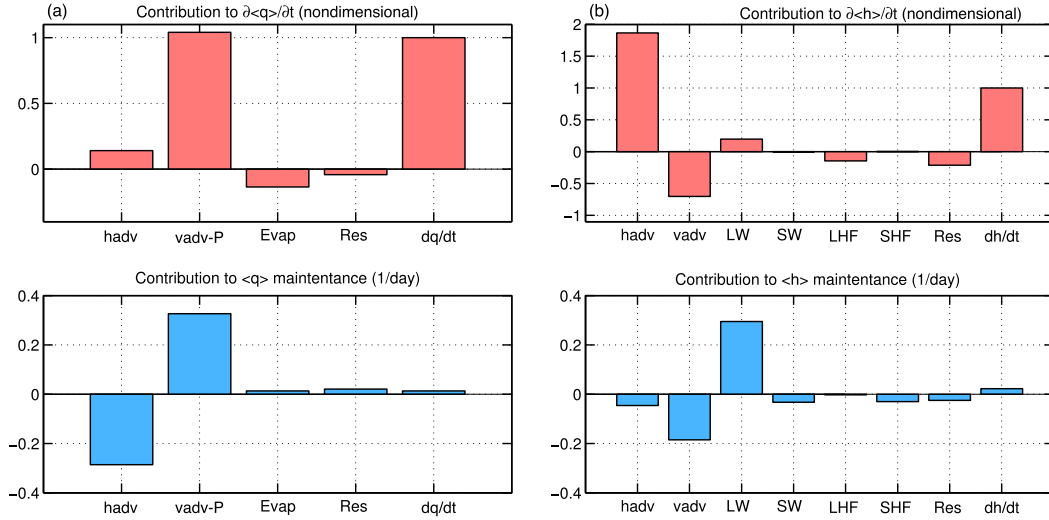 (a) Contribution to ∂<q>/∂t (nondimensional)
1
0.5
0
hadv vadv-P Evap Res dq/dt
Contribution to <q> maintentance (1/day)
0.4
0.2
0
−0.2
−0.4
hadv vadv-P Evap Res dq/dt
(b) Contribution to ∂<h>/∂t (nondimensional)
2
1.5
1
0.5
0
−0.5
−1
hadv vadv LW SW LHF SHF Res dh/dt
Contribution to <h> maintentance (1/day)
0.4
0.2
0
−0.2
−0.4
hadv vadv LW SW LHF SHF Res dh/dt